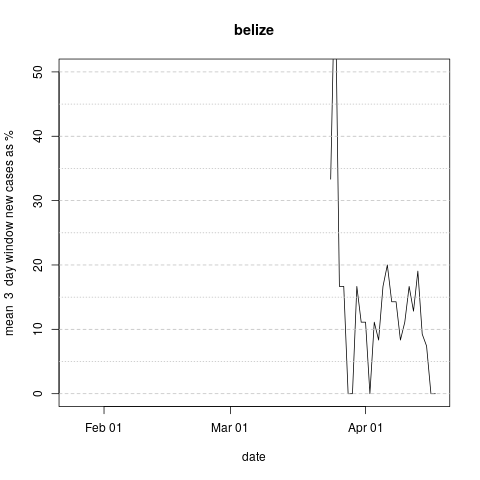 belize
mean 3 day window new cases as %
50
40
30
20
10
0
Feb 01
Mar 01
Apr 01
date